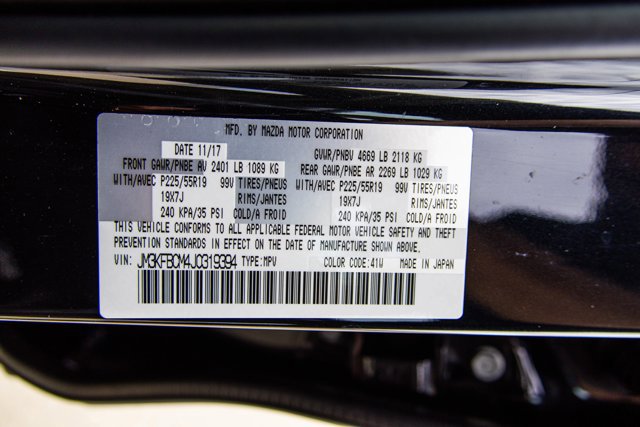 MFD. BY MAZDA MOTOR CORPORATION
DATE 11/17 GVWR/PNBV 4669 LB 2118 KG
FRONT GAWR/PNBE AV 2401 LB 1089 KG REAR GAWR/PNBE AR 2269 LB 1029 KG
WITH/AVEC P225/55R19 99V TIRES/PNEUS WITH/AVEC P225/55R19 99V TIRES/PNEUS
19X7J RIMS/JANTES 19X7J RIMS/JANTES
240 KPA/35 PSI COLD/A FROID 240 KPA/35 PSI COLD/A FROID
THIS VEHICLE CONFORMS TO ALL APPLICABLE FEDERAL MOTOR VEHICLE SAFETY AND THEFT
PREVENTION STANDARDS IN EFFECT ON THE DATE OF MANUFACTURE SHOWN ABOVE.
VIN: JM3KFBCM4J0319394 TYPE:MPV COLOR CODE:41W MADE IN JAPAN